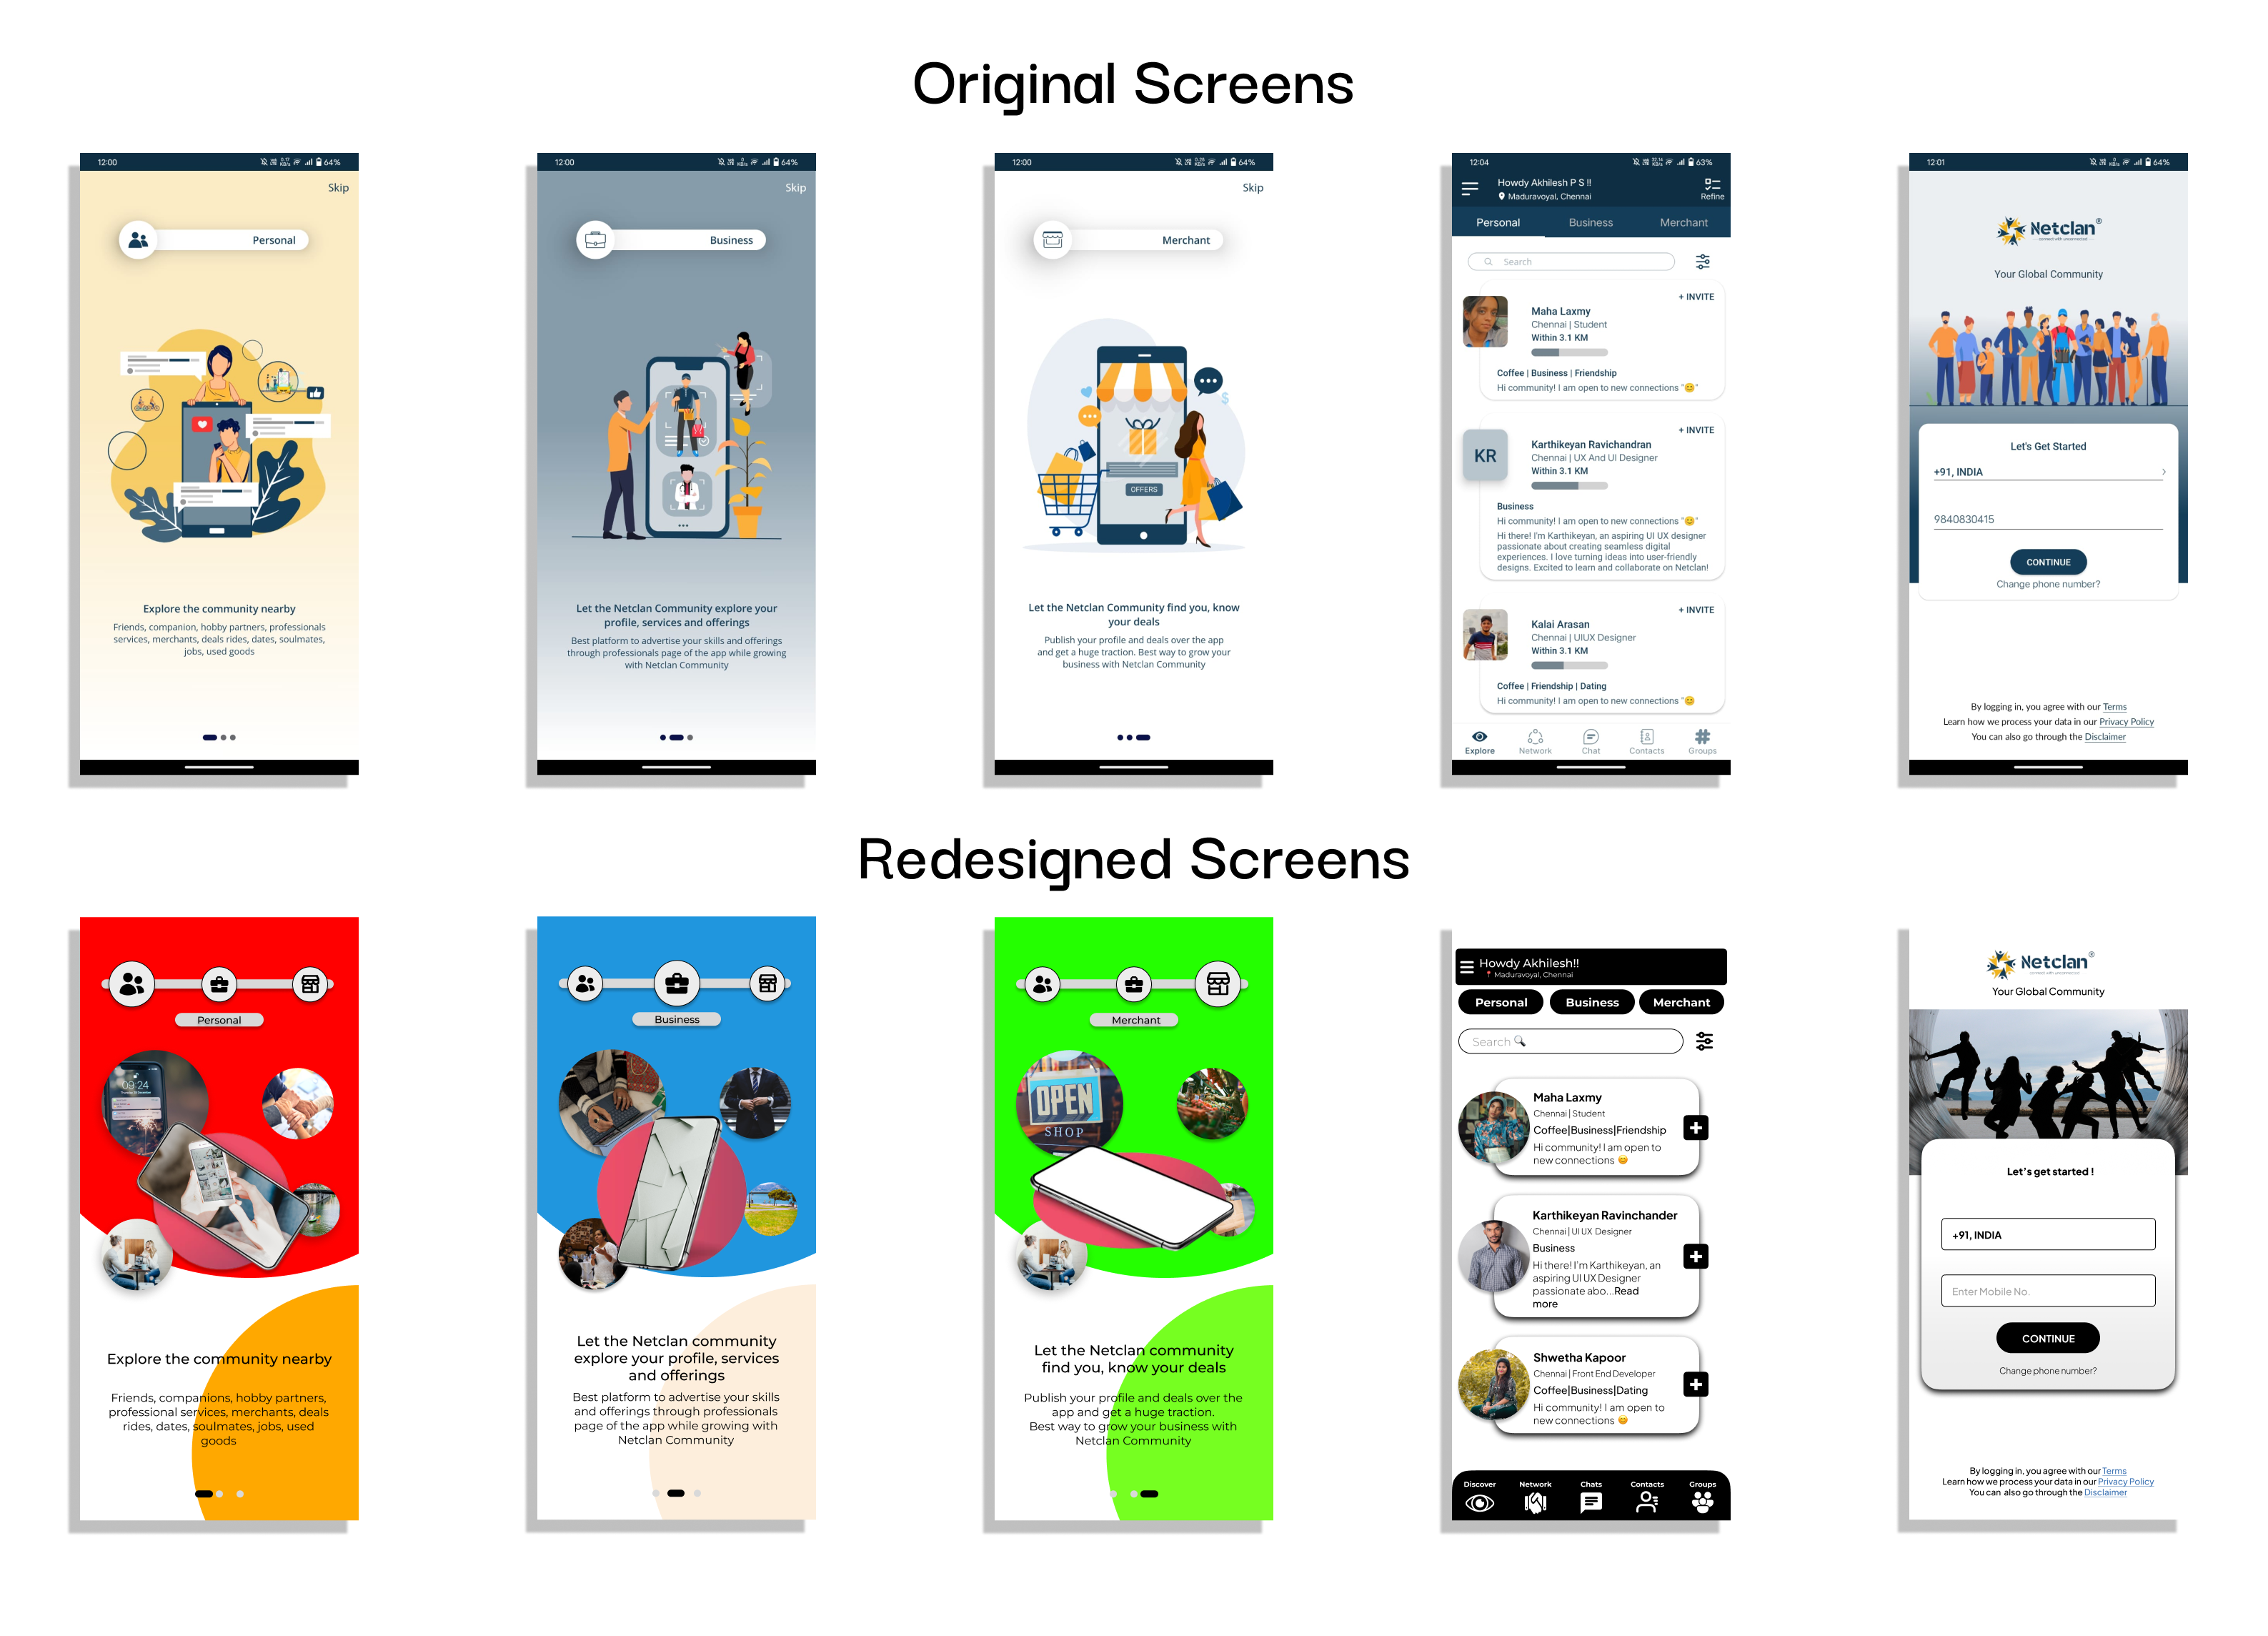 Original Screens
12:00
64%
Skip
Personal
Explore the community nearby
Friends, companion, hobby partners, professionals
services, merchants, deals rides, dates, soulmates,
jobs, used goods
12:00
64%
Skip
Business
Let the Netclan Community explore your
profile, services and offerings
Best platform to advertise your skills and offerings
through professionals page of the app while growing
with Netclan Community
12:00
64%
Skip
Merchant
OFFERS
Let the Netclan Community find you, know
your deals
Publish your profile and deals over the app
and get a huge traction. Best way to grow your
business with Netclan Community
12:04
63%
Howdy Akhilesh P S !!
Maduravoyal, Chennai
Refine
Personal Business Merchant
Search
+ INVITE
Maha Laxmy
Chennai | Student
Within 3.1 KM
Coffee | Business | Friendship
Hi community! I am open to new connections "😊"
+ INVITE
KR
Karthikeyan Ravichandran
Chennai | UX And UI Designer
Within 3.1 KM
Business
Hi community! I am open to new connections "😊"
Hi there! I'm Karthikeyan, an aspiring UI UX designer
passionate about creating seamless digital
experiences. I love turning ideas into user-friendly
designs. Excited to learn and collaborate on Netclan!
+ INVITE
Kalai Arasan
Chennai | UIUX Designer
Within 3.1 KM
Coffee | Friendship | Dating
Hi community! I am open to new connections "😊
Explore Network Chat Contacts Groups
12:01
64%
Netclan®
connect with unconnected
Your Global Community
Let's Get Started
+91, INDIA
9840830415
CONTINUE
Change phone number?
By logging in, you agree with our Terms
Learn how we process your data in our Privacy Policy
You can also go through the Disclaimer
Redesigned Screens
Personal
09:24
Explore the community nearby
Friends, companions, hobby partners,
professional services, merchants, deals
rides, dates, soulmates, jobs, used
goods
Business
Let the Netclan community
explore your profile, services
and offerings
Best platform to advertise your skills
and offerings through professionals
page of the app while growing with
Netclan Community
Merchant
OPEN
SHOP
Let the Netclan community
find you, know your deals
Publish your profile and deals over the
app and get a huge traction.
Best way to grow your business with
Netclan Community
Howdy Akhilesh!!
Maduravoyal, Chennai
Personal Business Merchant
Search 🔍
Maha Laxmy
Chennai | Student
Coffee|Business|Friendship
Hi community! I am open to
new connections 😊
Karthikeyan Ravinchander
Chennai | UI UX Designer
Business
Hi there! I'm Karthikeyan, an
aspiring UI UX Designer
passionate abo...Read
more
Shwetha Kapoor
Chennai | Front End Developer
Coffee|Business|Dating
Hi community! I am open to
new connections 😊
Discover Network Chats Contacts Groups
Netclan®
connect with unconnected
Your Global Community
Let's get started !
+91, INDIA
Enter Mobile No.
CONTINUE
Change phone number?
By logging in, you agree with our Terms
Learn how we process your data in our Privacy Policy
You can also go through the Disclaimer